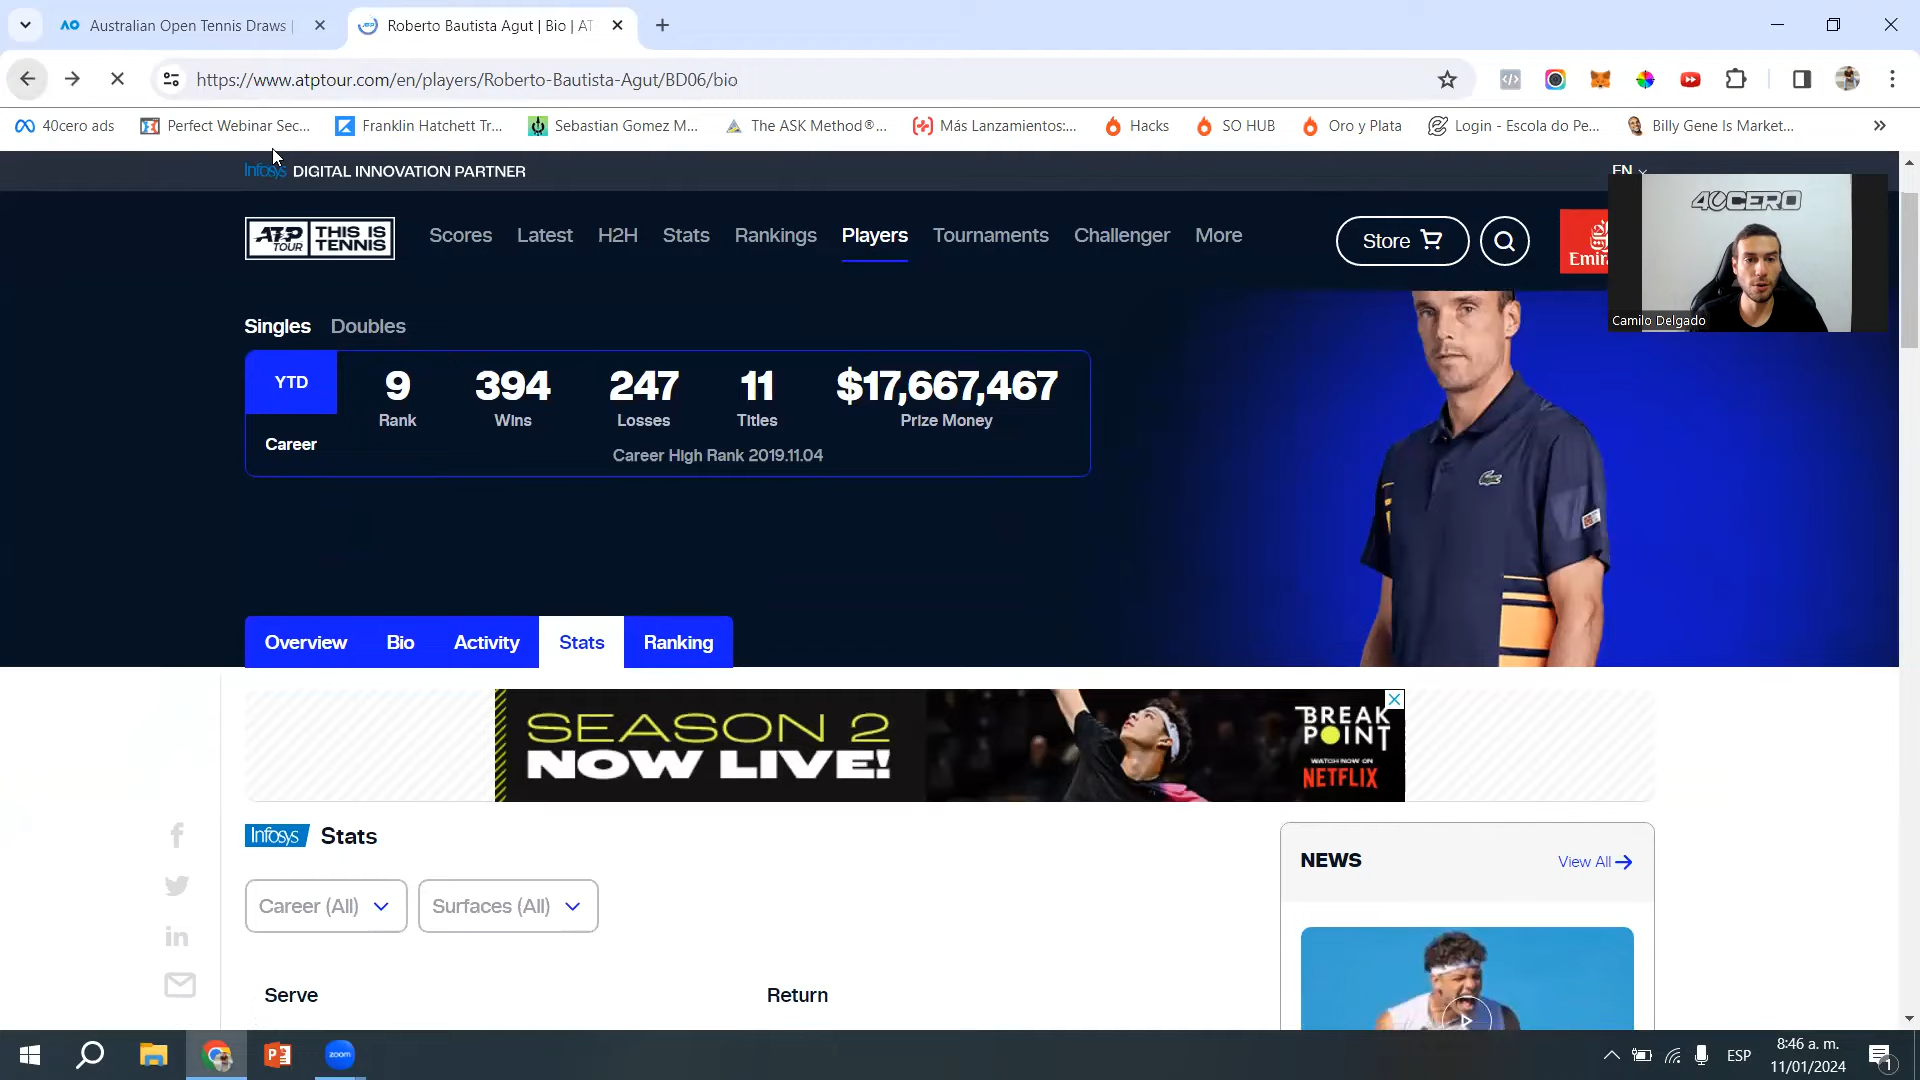 Australian Open Tennis Draws |
Roberto Bautista Agut | Bio | AT
https://www.atptour.com/en/players/Roberto-Bautista-Agut/BD06/bio
40cero ads
Perfect Webinar Sec...
Franklin Hatchett Tr...
Sebastian Gomez M...
The ASK Method®...
Más Lanzamientos:...
Hacks
SO HUB
Oro y Plata
Login - Escola do Pe...
Billy Gene Is Market...
Infosys DIGITAL INNOVATION PARTNER
EN
ATP TOUR THIS IS TENNIS
Scores
Latest
H2H
Stats
Rankings
Players
Tournaments
Challenger
More
Store
40CERO
Camilo Delgado
Singles
Doubles
YTD
Career
9
Rank
394
Wins
247
Losses
11
Titles
$17,667,467
Prize Money
Career High Rank 2019.11.04
Overview
Bio
Activity
Stats
Ranking
SEASON 2
NOW LIVE!
BREAK
POINT
WATCH NOW ON
NETFLIX
Infosys Stats
NEWS
View All
Career (All)
Surfaces (All)
Serve
Return
zoom
ESP
8:46 a. m.
11/01/2024
1